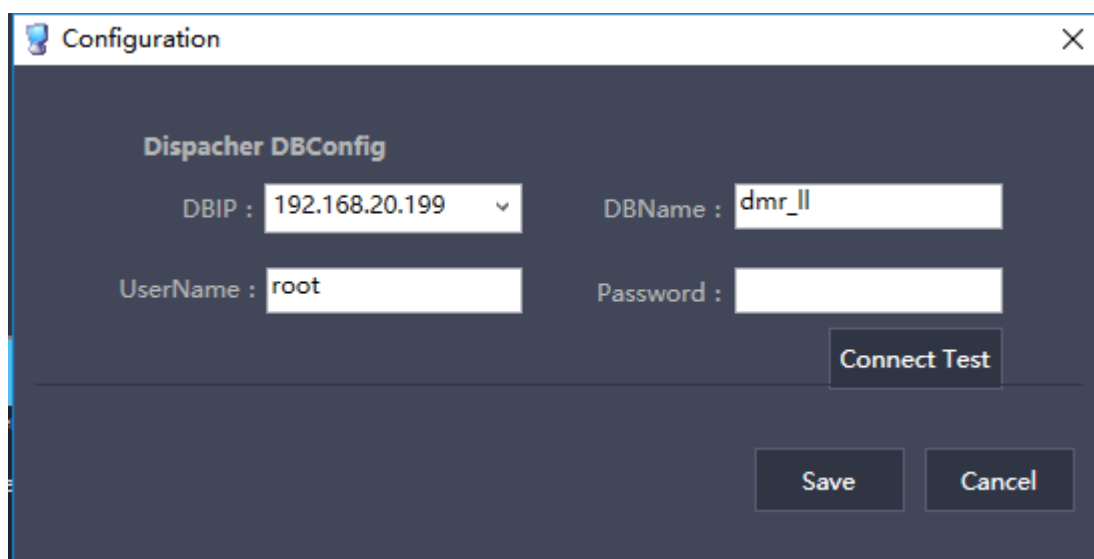 Configuration
Dispacher DBConfig
DBIP : 192.168.20.199 DBName : dmr_ll
UserName : root Password :
Connect Test
Save Cancel